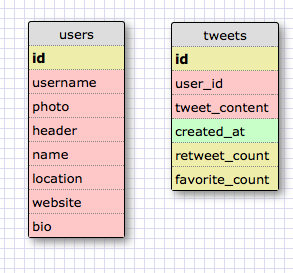 users
id
username
photo
header
name
location
website
bio
tweets
id
user_id
tweet_content
created_at
retweet_count
favorite_count